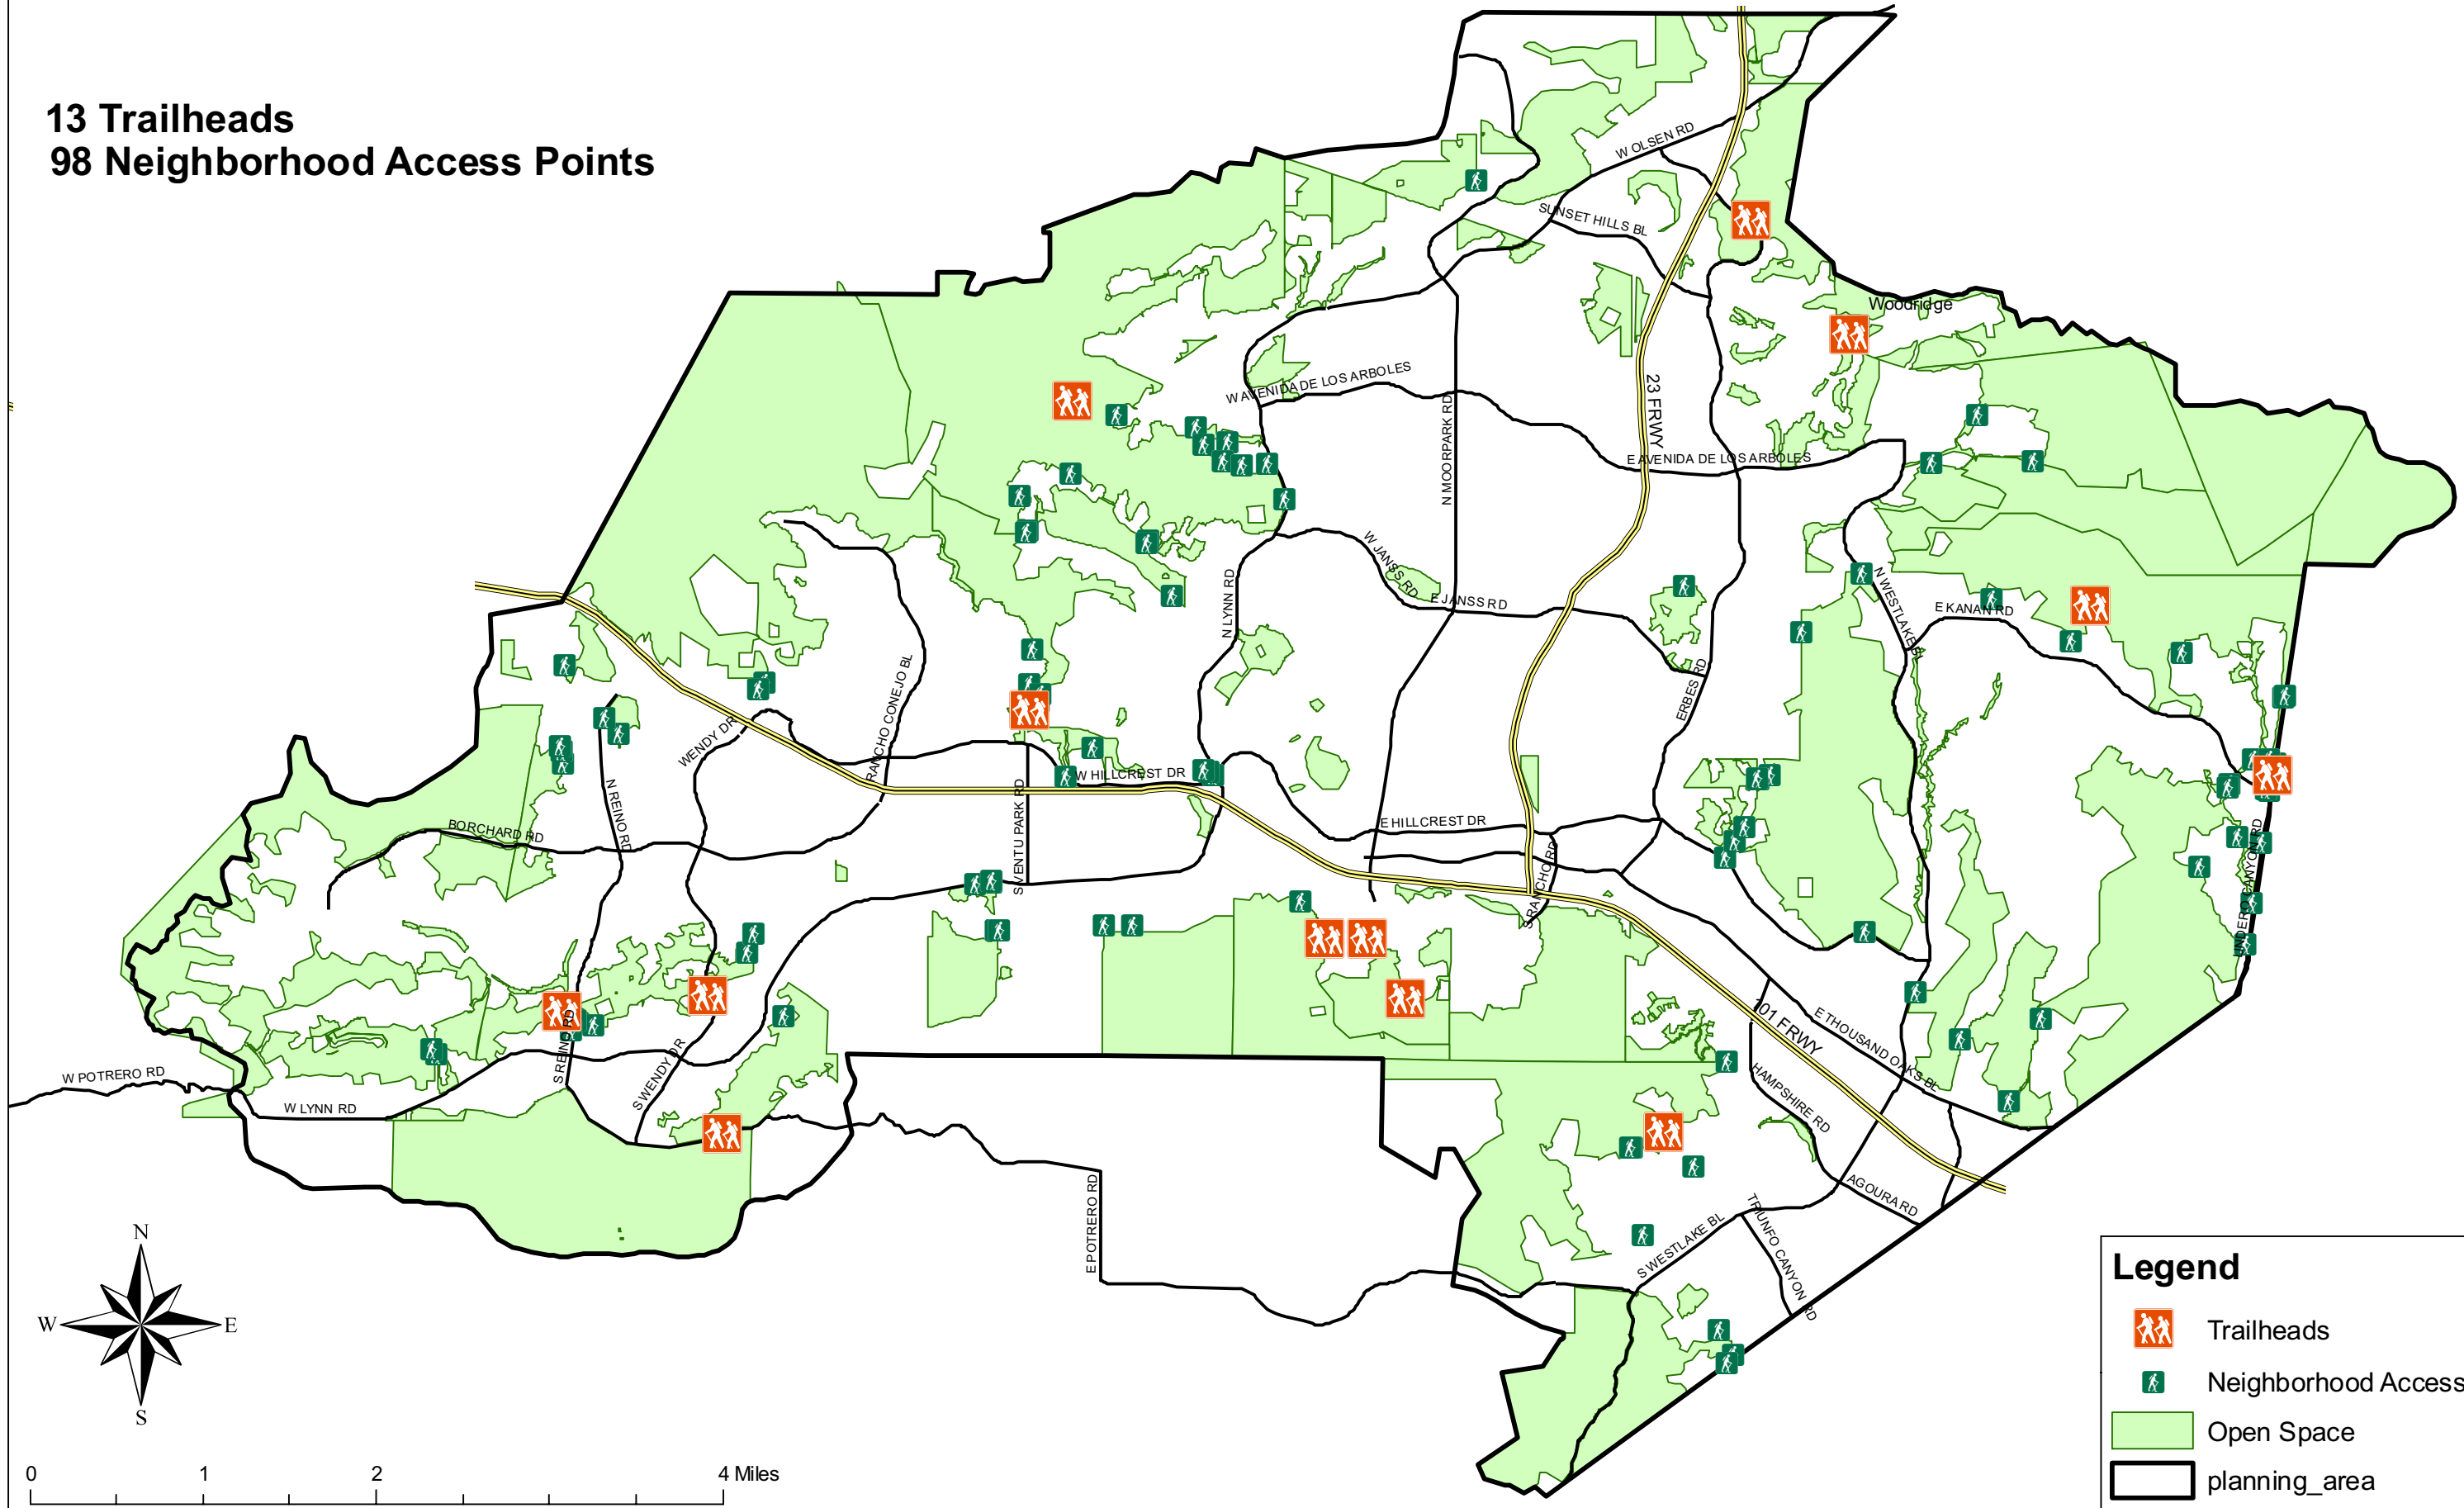 13 Trailheads
98 Neighborhood Access Points
W OLSEN RD
SUNSET HILLS BL
Woodridge
23 FRWY
W AVENIDA DE LOS ARBOLES
N MOORPARK RD
E AVENIDA DE LOS ARBOLES
W JANSS RD
E JANSS RD
N LYNN RD
N WESTLAKE BL
E KANAN RD
ERBES RD
RANCHO CONEJO BL
WENDY DR
W HILLCREST DR
N REINO RD
BORCHARD RD
S VENTU PARK RD
E HILLCREST DR
S RANCHO RD
LINDERO CANYON RD
101 FRWY
E THOUSAND OAKS BL
HAMPSHIRE RD
S REINO RD
S WENDY DR
W POTRERO RD
W LYNN RD
E POTRERO RD
AGOURA RD
S WESTLAKE BL
TRIUNFO CANYON RD
N
W
E
S
Legend
Trailheads
Neighborhood Access
Open Space
planning_area
0 1 2 4 Miles